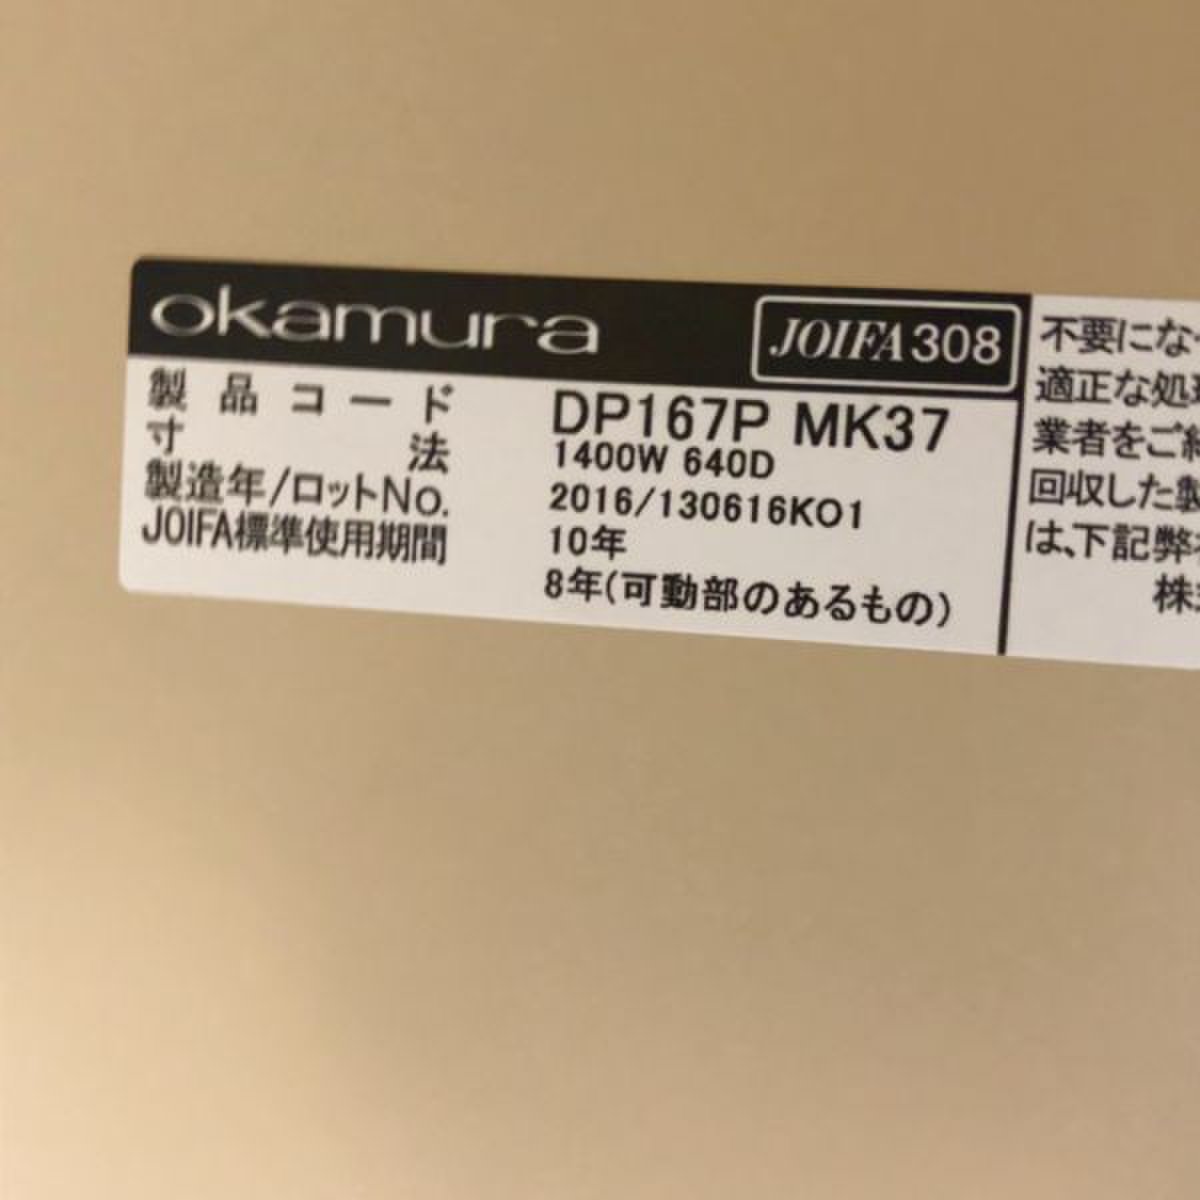 okamura JOIFA308
製品コード DP167P MK37
寸法 1400W 640D
製造年/ロットNo. 2016/130616KO1
JOIFA標準使用期間 10年
8年(可動部のあるもの)
不要にな
適正な処
業者をご
回収した
は、下記弊
株